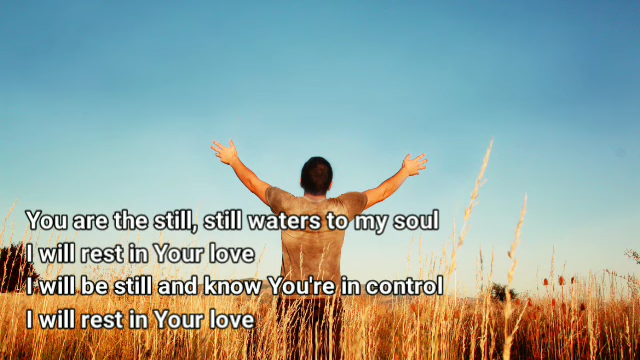 You are the still, still waters to my soul
I will rest in Your love
I will be still and know You're in control
I will rest in Your love